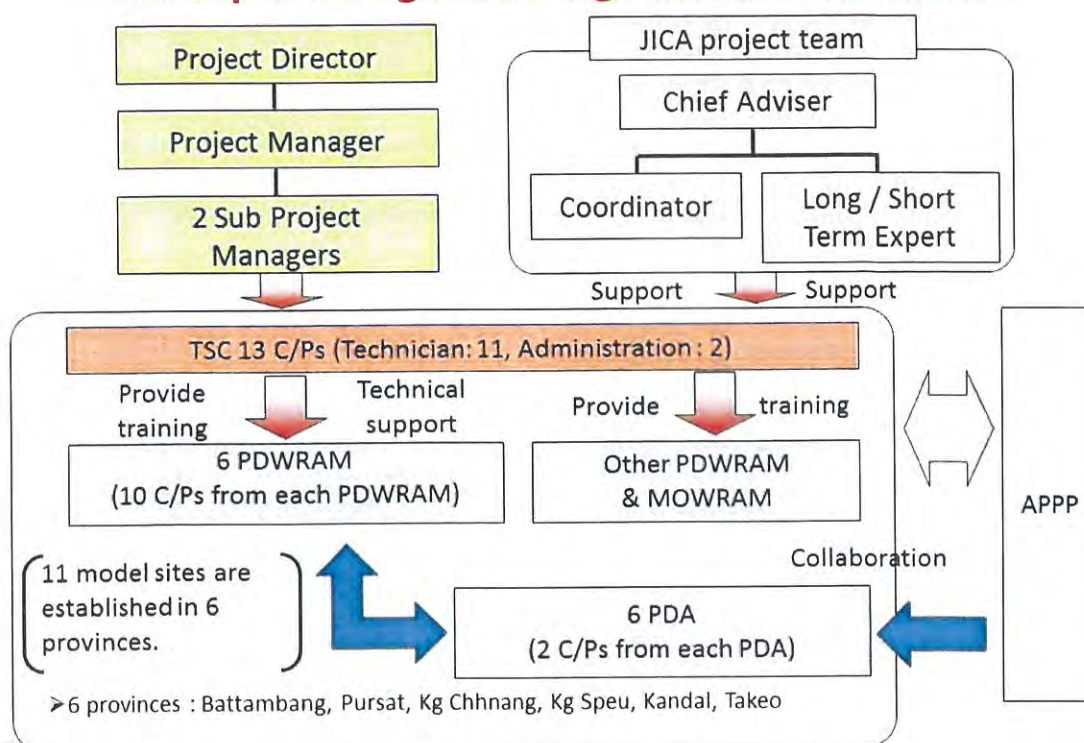 Project Director
Project Manager
2 Sub Project
Managers
JICA project team
Chief Adviser
Coordinator
Long / Short
Term Expert
Support
Support
TSC 13 C/Ps (Technician: 11, Administration : 2)
Provide
training
Technical
support
Provide
training
6 PDWRAM
(10 C/Ps from each PDWRAM)
Other PDWRAM
& MOWRAM
APPP
Collaboration
11 model sites are
established in 6
provinces.
6 PDA
(2 C/Ps from each PDA)
➢6 provinces : Battambang, Pursat, Kg Chhnang, Kg Speu, Kandal, Takeo